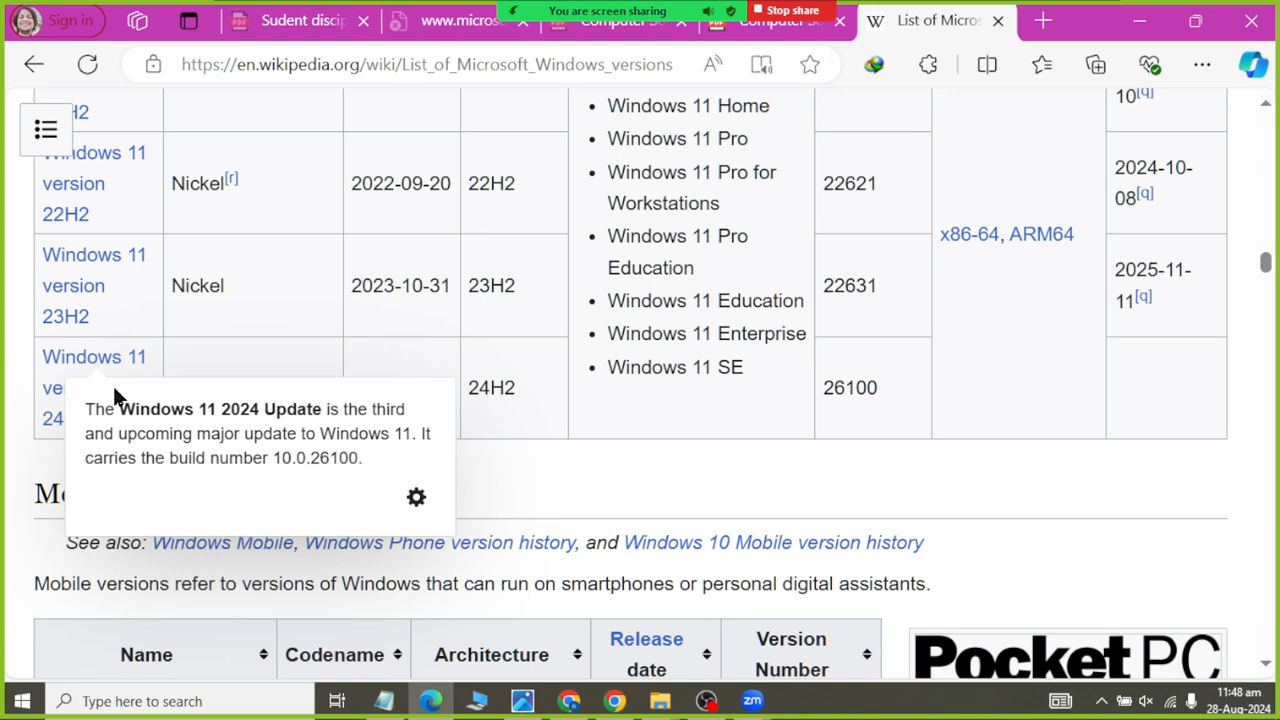 Sign in
Sudent discip
www.micros
You are screen sharing
Stop share
List of Micros
https://en.wikipedia.org/wiki/List_of_Microsoft_Windows_versions
H2
Windows 11 Home
10[q]
Windows 11
version
22H2
Nickel[r]
2022-09-20
22H2
Windows 11 Pro
Windows 11 Pro for
Workstations
Windows 11 Pro
Education
Windows 11 Education
Windows 11 Enterprise
Windows 11 SE
22621
x86-64, ARM64
2024-10-
08[q]
Windows 11
version
23H2
Nickel
2023-10-31
23H2
22631
2025-11-
11[q]
Windows 11
ve
24
24H2
26100
The Windows 11 2024 Update is the third
and upcoming major update to Windows 11. It
carries the build number 10.0.26100.
See also: Windows Mobile, Windows Phone version history, and Windows 10 Mobile version history
Mobile versions refer to versions of Windows that can run on smartphones or personal digital assistants.
Name
Codename
Architecture
Release
date
Version
Number
Pocket PC
Type here to search
zm
11:48 am
28-Aug-2024